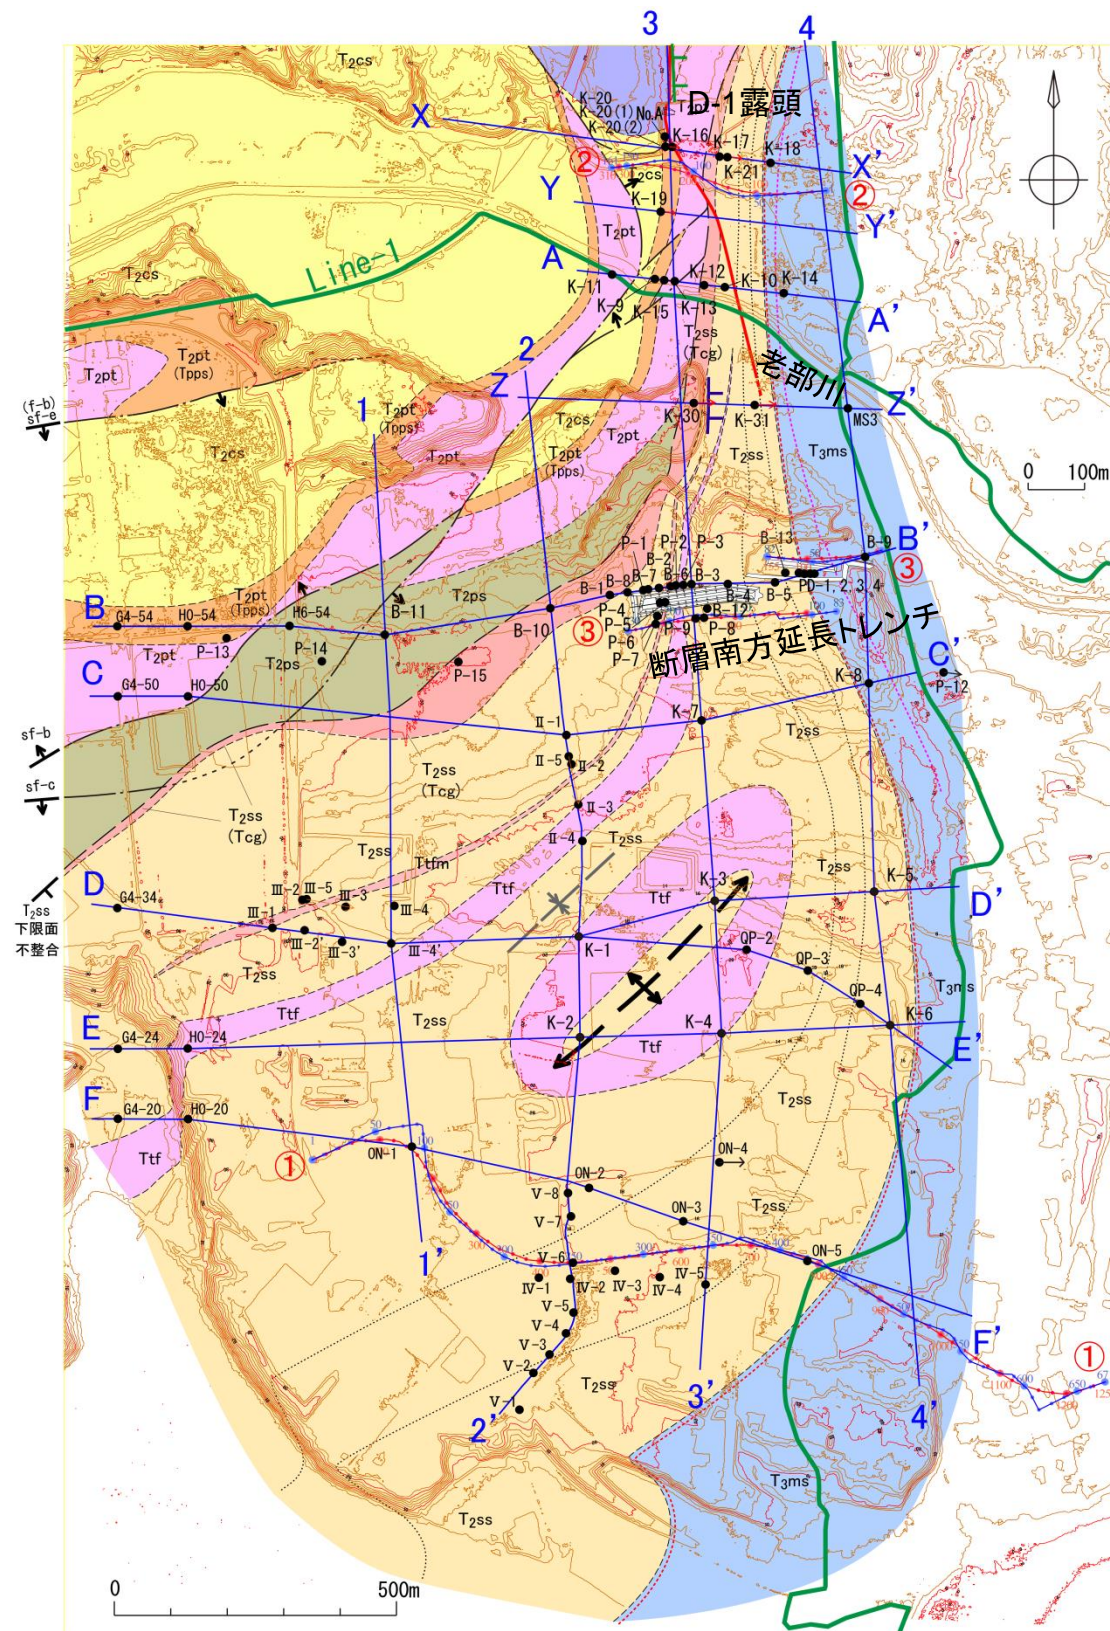 3
4
T₂cs
K-20
K-20(1)
K-20(2)
No.A
T₂pt
D-1露頭
X
K-16
K-17
K-18
K-21
X'
②
②
T₂cs
Y
K-19
Y'
T₂pt
Line-1
A
K-11
K-9
K-15
K-13
K-12
K-10
K-14
A'
T₂cs
T₂ss
(Tcg)
老部川
T₂pt
T₂pt
(Tpps)
2
Z
K-30
K-31
Z'
MS3
(f-b)
sf-e
1
T₂pt
(Tpps)
T₂cs
T₂pt
T₂cs
T₂pt
T₂pt
(Tpps)
T₂ss
T₃ms
0 100m
P-1
P-2
P-3
B-2
B-8
B-7
B-6
B-3
B-1
B-13
B-9
B'
③
PD-1, 2, 3, 4
B-5
B-4
B-12
P-4
P-5
P-6
P-7
P-9
P-8
③
断層南方延長トレンチ
T₂pt
(Tpps)
T₂ps
B
G4-54
H0-54
H6-54
B-11
B-10
P-13
P-14
P-15
T₂pt
T₂ps
C
G4-50
H0-50
C'
K-8
P-12
K-7
T₂ss
sf-b
sf-c
Ⅱ-1
Ⅱ-5
Ⅱ-2
Ⅱ-3
Ⅱ-4
T₂ss
(Tcg)
T₂ss
(Tcg)
T₂ss
Ttfm
T₂ss
T₂ss
Ttf
Ttf
T₂ss
下限面
不整合
D
G4-34
Ⅲ-2
Ⅲ-5
Ⅲ-3
Ⅲ-4
Ⅲ-1
Ⅲ-2'
Ⅲ-3'
Ⅲ-4'
K-1
K-3
K-5
D'
QP-2
QP-3
QP-4
T₂ss
T₃ms
Ttf
T₂ss
E
G4-24
H0-24
K-2
K-4
K-6
E'
Ttf
T₂ss
F
G4-20
H0-20
Ttf
①
ON-1
ON-2
ON-4
ON-3
ON-5
T₂ss
V-8
V-7
V-6
1'
Ⅳ-1
Ⅳ-2
Ⅳ-3
Ⅳ-4
Ⅳ-5
V-5
V-4
V-3
V-2
V-1
F'
①
T₂ss
2'
3'
4'
T₃ms
T₂ss
0 500m